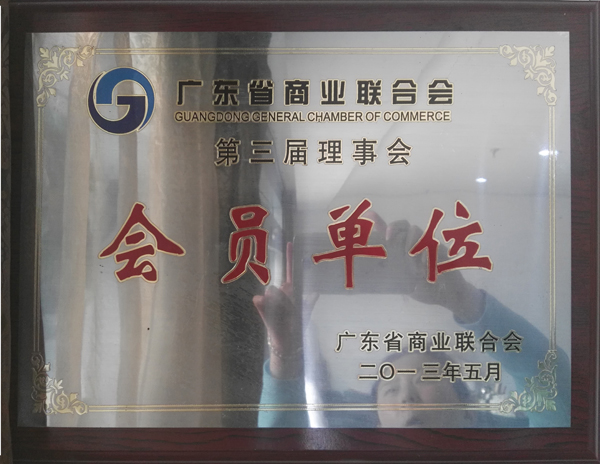 广东省商业联合会
GUANGDONG GENERAL CHAMBER OF COMMERCE
第三届理事会
会员单位
广东省商业联合会
二〇一三年五月